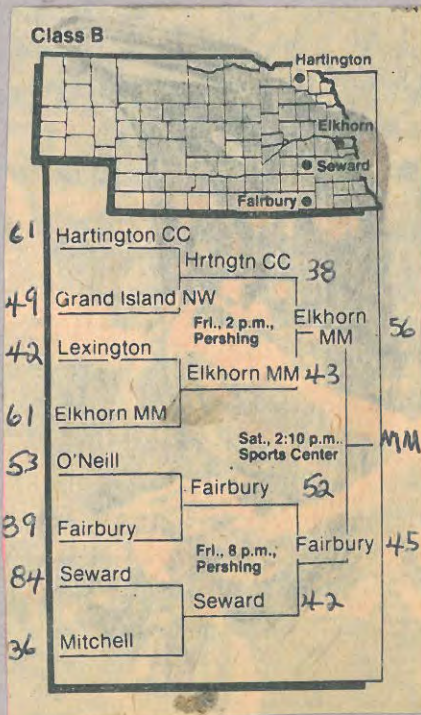 Class B
Hartington
Elkhorn
Seward
Fairbury
61 Hartington CC
Hrtngtn CC 38
49 Grand Island NW
Fri., 2 p.m.,
Pershing
Elkhorn
MM 56
42 Lexington
Elkhorn MM 43
61 Elkhorn MM
Sat., 2:10 p.m..
Sports Center
MM
53 O'Neill
Fairbury 52
89 Fairbury
Fri., 8 p.m.,
Pershing
Fairbury 45
84 Seward
Seward 42
36 Mitchell